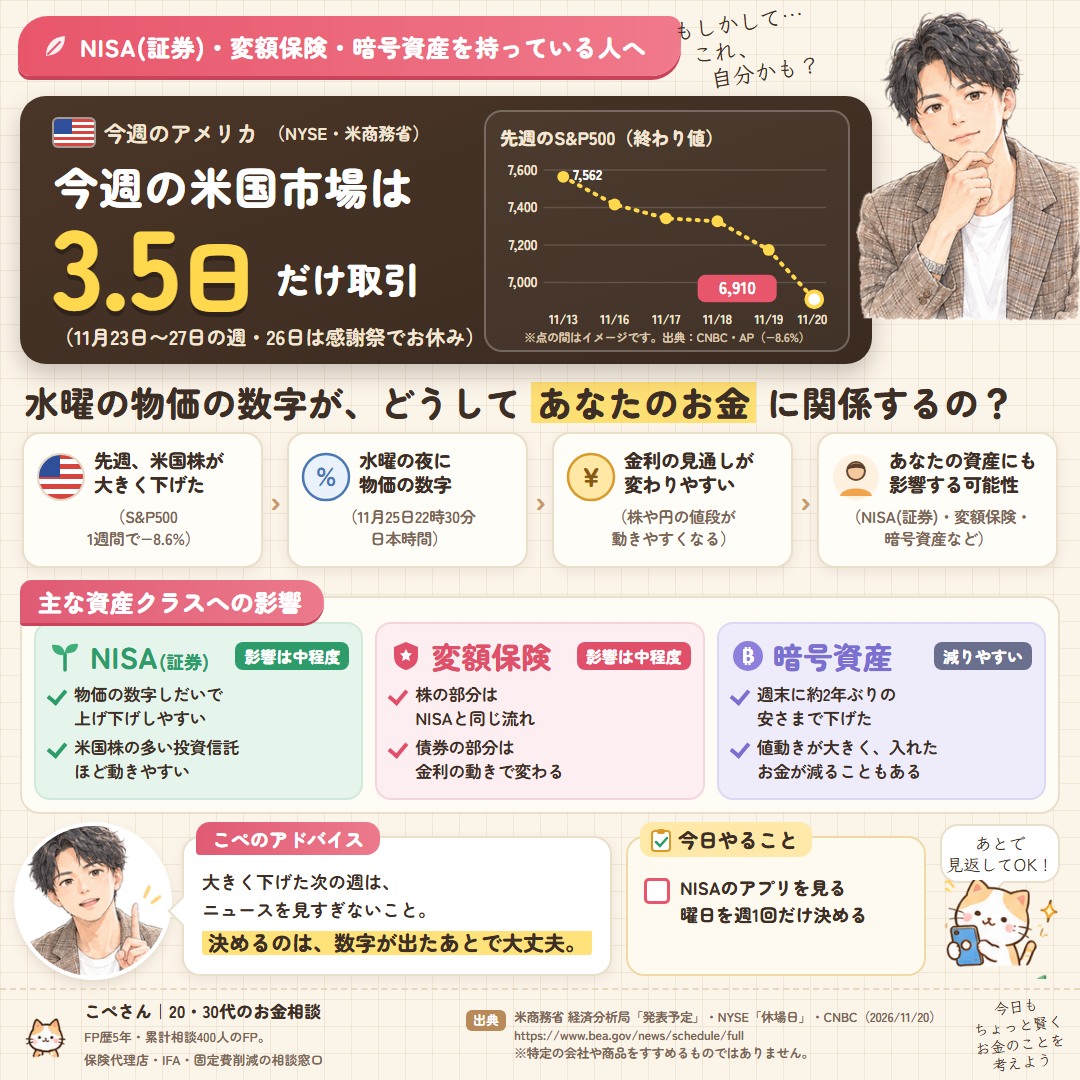 NISA(証券)・変額保険・暗号資産を持っている人へ
もしかして…
これ、
自分かも？
今週のアメリカ （NYSE・米商務省）
今週の米国市場は
3.5日 だけ取引
（11月23日〜27日の週・26日は感謝祭でお休み）
先週のS&P500（終わり値）
7,600
7,400
7,200
7,000
7,562
6,910
11/13 11/16 11/17 11/18 11/19 11/20
※点の間はイメージです。出典：CNBC・AP（−8.6%）
水曜の物価の数字が、どうして あなたのお金 に関係するの？
先週、米国株が
大きく下げた
（S&P500
1週間で−8.6%）
›
%
水曜の夜に
物価の数字
（11月25日22時30分
日本時間）
›
¥
金利の見通しが
変わりやすい
（株や円の値段が
動きやすくなる）
›
あなたの資産にも
影響する可能性
（NISA(証券)・変額保険・
暗号資産など）
主な資産クラスへの影響
NISA(証券) 影響は中程度
物価の数字しだいで
上げ下げしやすい
米国株の多い投資信託
ほど動きやすい
変額保険 影響は中程度
株の部分は
NISAと同じ流れ
債券の部分は
金利の動きで変わる
暗号資産 減りやすい
週末に約2年ぶりの
安さまで下げた
値動きが大きく、入れた
お金が減ることもある
こぺのアドバイス
大きく下げた次の週は、
ニュースを見すぎないこと。
決めるのは、数字が出たあとで大丈夫。
今日やること
NISAのアプリを見る
曜日を週1回だけ決める
あとで
見返してOK！
こぺさん｜20・30代のお金相談
FP歴5年・累計相談400人のFP。
保険代理店・IFA・固定費削減の相談窓口
出典 米商務省 経済分析局「発表予定」・NYSE「休場日」・CNBC（2026/11/20）
https://www.bea.gov/news/schedule/full
※特定の会社や商品をすすめるものではありません。
今日も
ちょっと賢く
お金のことを
考えよう